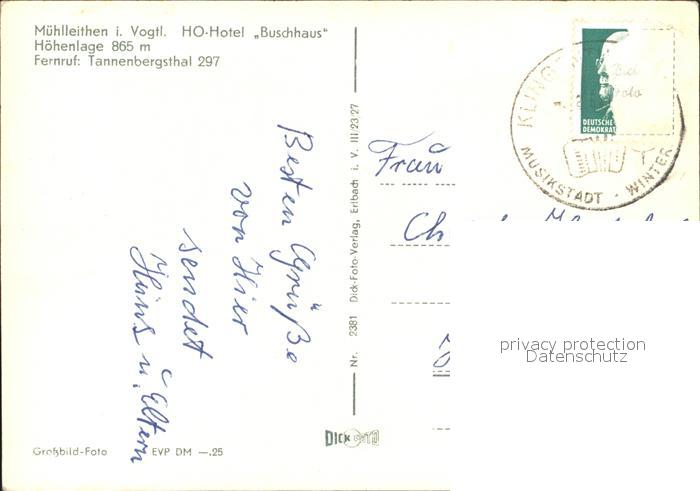 Mühlleithen i. Vogtl. HO-Hotel „Buschhaus"
Höhenlage 865 m
Fernruf: Tannenbergsthal 297
Besten Grüße
von Hier
sendet
Hans u. Eltern
Großbild-Foto EVP DM —.25
Nr. 2381 Dick-Foto-Verlag, Erlbach i. V. III/23/27
DICK FOTO
DEUTSCHE
DEMOKRAT
MUSIKSTADT · WINTER
Frau
privacy protection
Datenschutz